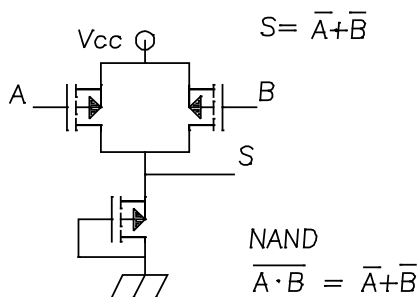 Vcc
S= A̅+B̅
A
B
S
NAND
A̅ ̅·̅ ̅B̅ = A̅+B̅